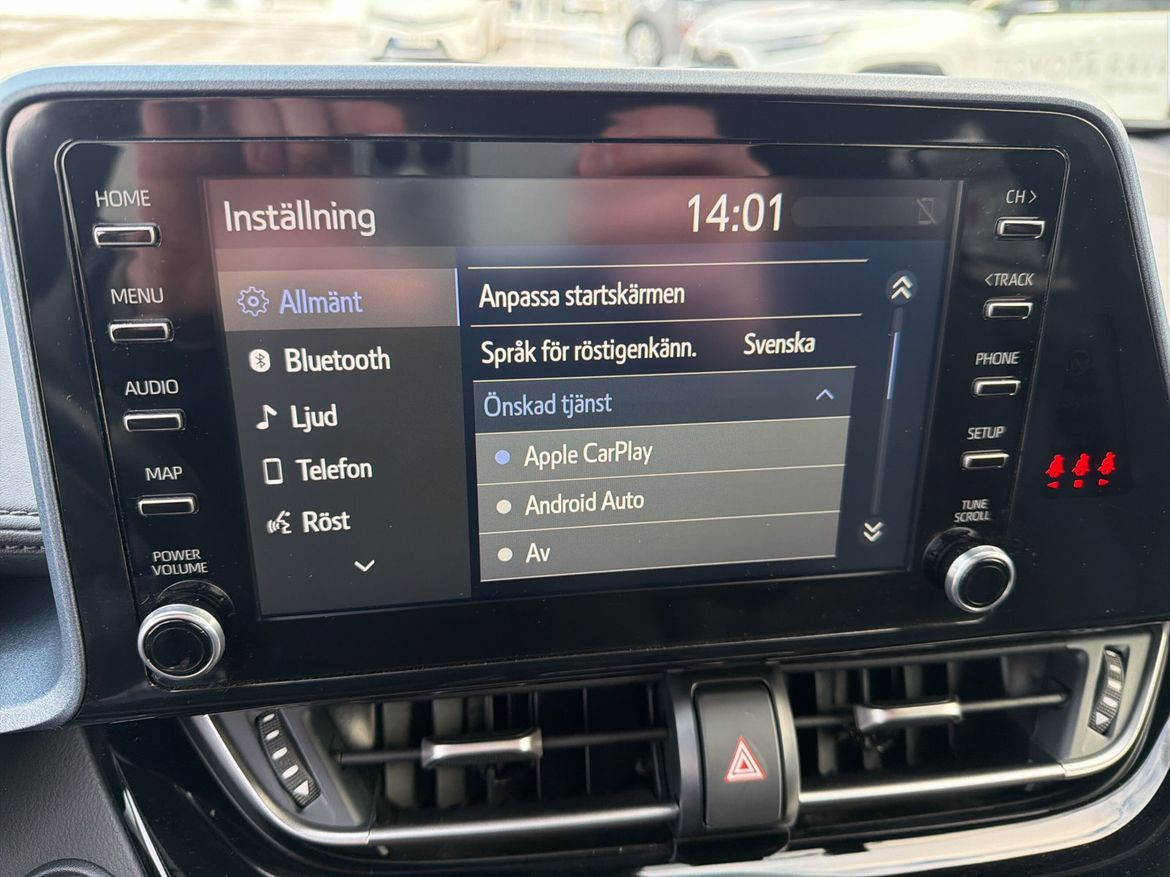 HOME
MENU
AUDIO
MAP
POWER
VOLUME
Inställning
14:01
Allmänt
Bluetooth
Ljud
Telefon
Röst
Anpassa startskärmen
Språk för röstigenkänn. Svenska
Önskad tjänst
Apple CarPlay
Android Auto
Av
CH >
< TRACK
PHONE
SETUP
TUNE
SCROLL